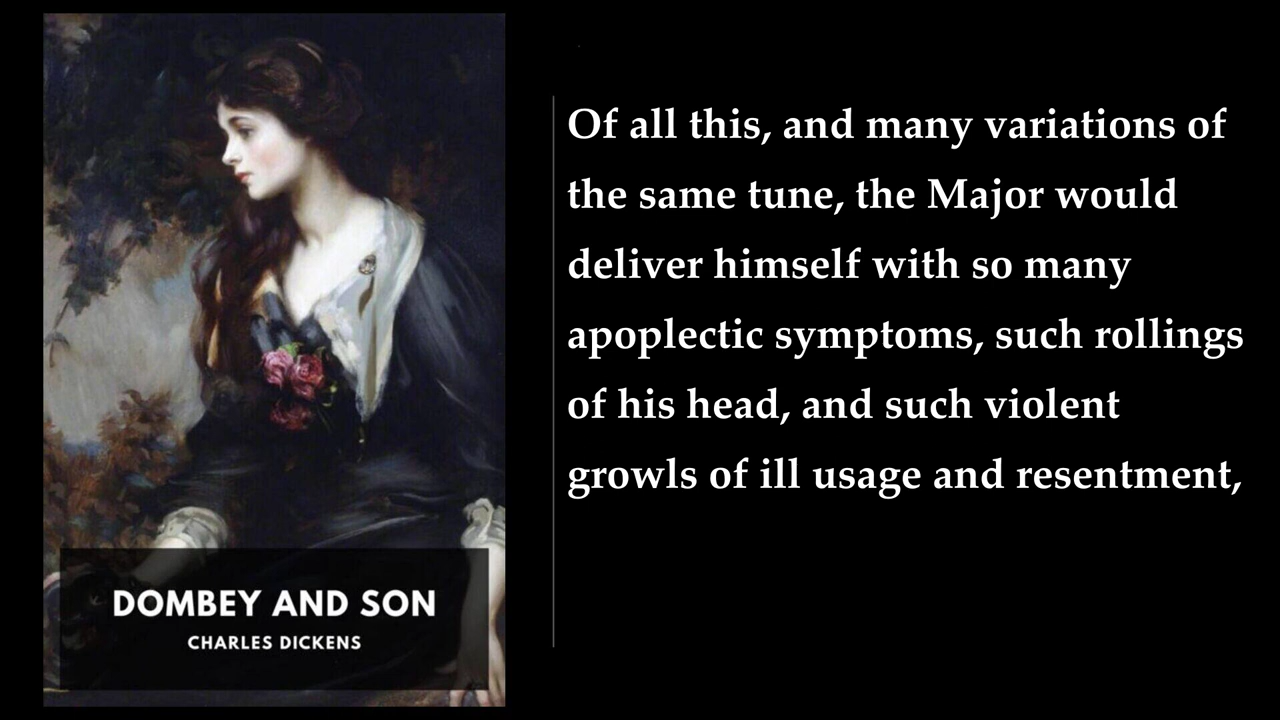 Of all this, and many variations of
the same tune, the Major would
deliver himself with so many
apoplectic symptoms, such rollings
of his head, and such violent
growls of ill usage and resentment,
DOMBEY AND SON
CHARLES DICKENS